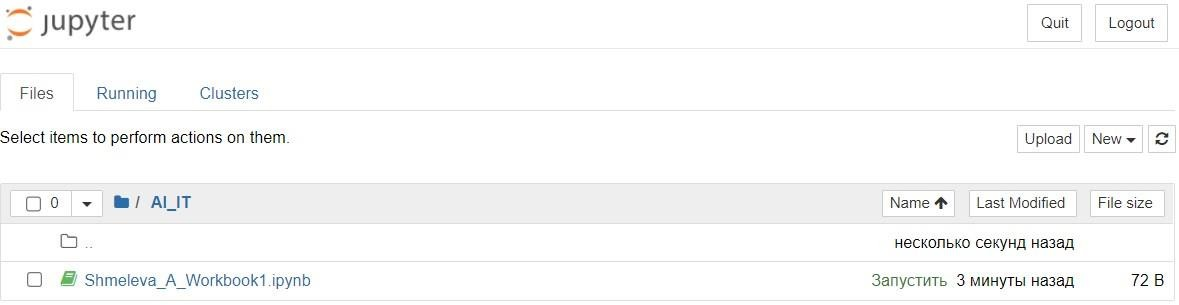 jupyter Quit Logout
Files Running Clusters
Select items to perform actions on them. Upload New
0 / AI_IT Name Last Modified File size
.. несколько секунд назад
Shmeleva_A_Workbook1.ipynb Запустить 3 минуты назад 72 B